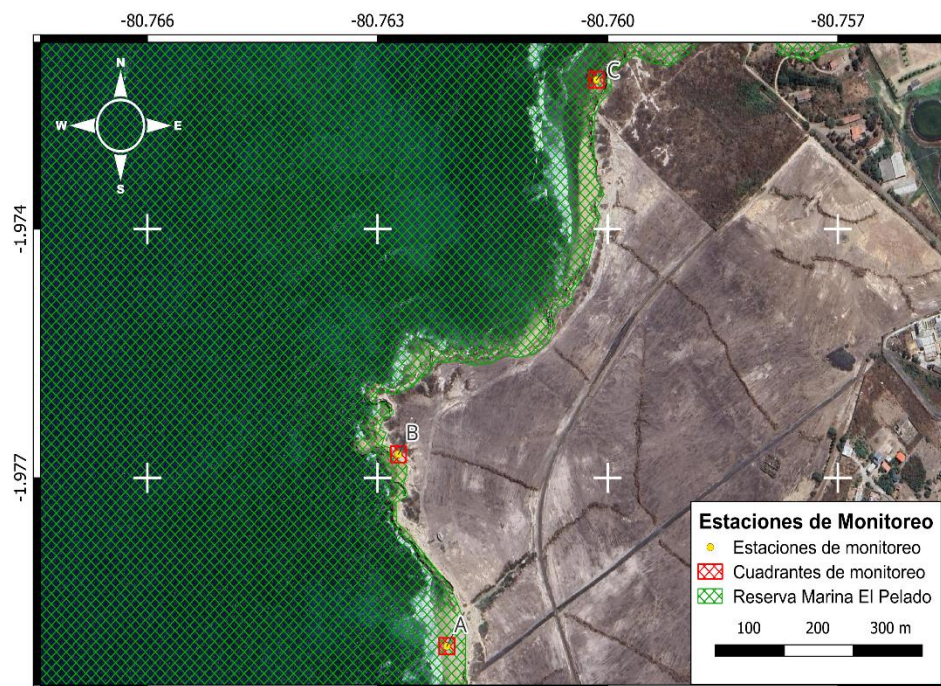 -80.766 -80.763 -80.760 -80.757
-1.974
-1.977
N
W E
S
C
B
A
Estaciones de Monitoreo
Estaciones de monitoreo
Cuadrantes de monitoreo
Reserva Marina El Pelado
100 200 300 m